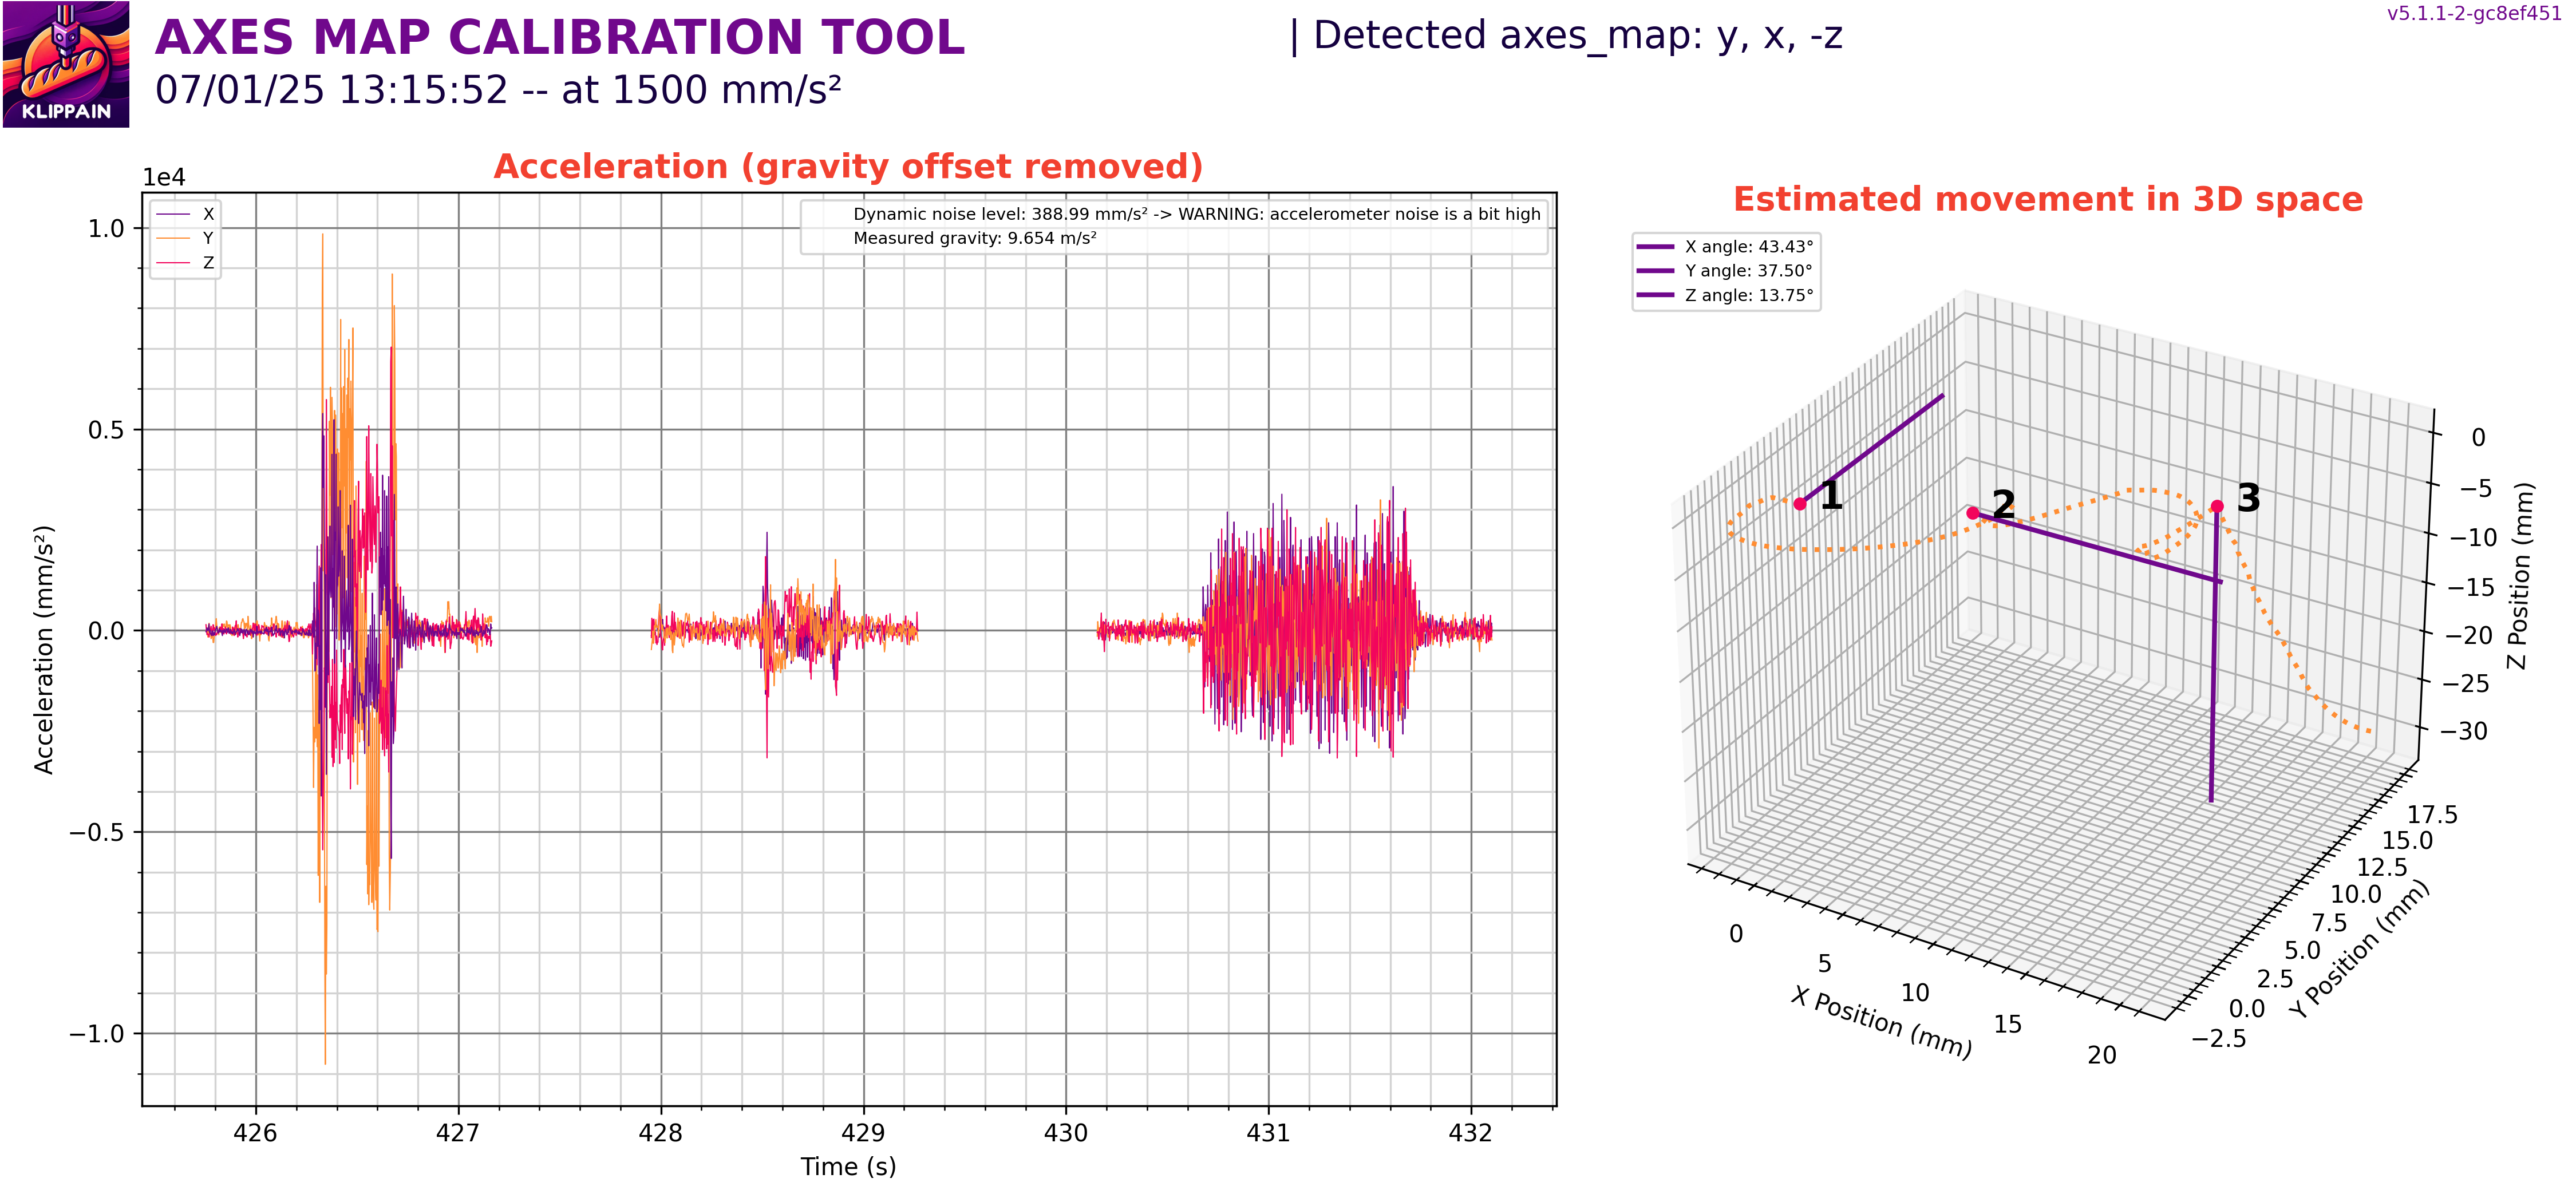 AXES MAP CALIBRATION TOOL
07/01/25 13:15:52 -- at 1500 mm/s²
| Detected axes_map: y, x, -z
v5.1.1-2-gc8ef451
KLIPPAIN
Acceleration (gravity offset removed)
1e4
X
Y
Z
Dynamic noise level: 388.99 mm/s² -> WARNING: accelerometer noise is a bit high
Measured gravity: 9.654 m/s²
1.0
0.5
0.0
−0.5
−1.0
Acceleration (mm/s²)
426
427
428
429
430
431
432
Time (s)
Estimated movement in 3D space
X angle: 43.43°
Y angle: 37.50°
Z angle: 13.75°
1
2
3
0
−5
−10
−15
−20
−25
−30
Z Position (mm)
17.5
15.0
12.5
10.0
7.5
5.0
2.5
0.0
−2.5
Y Position (mm)
0
5
10
15
20
X Position (mm)